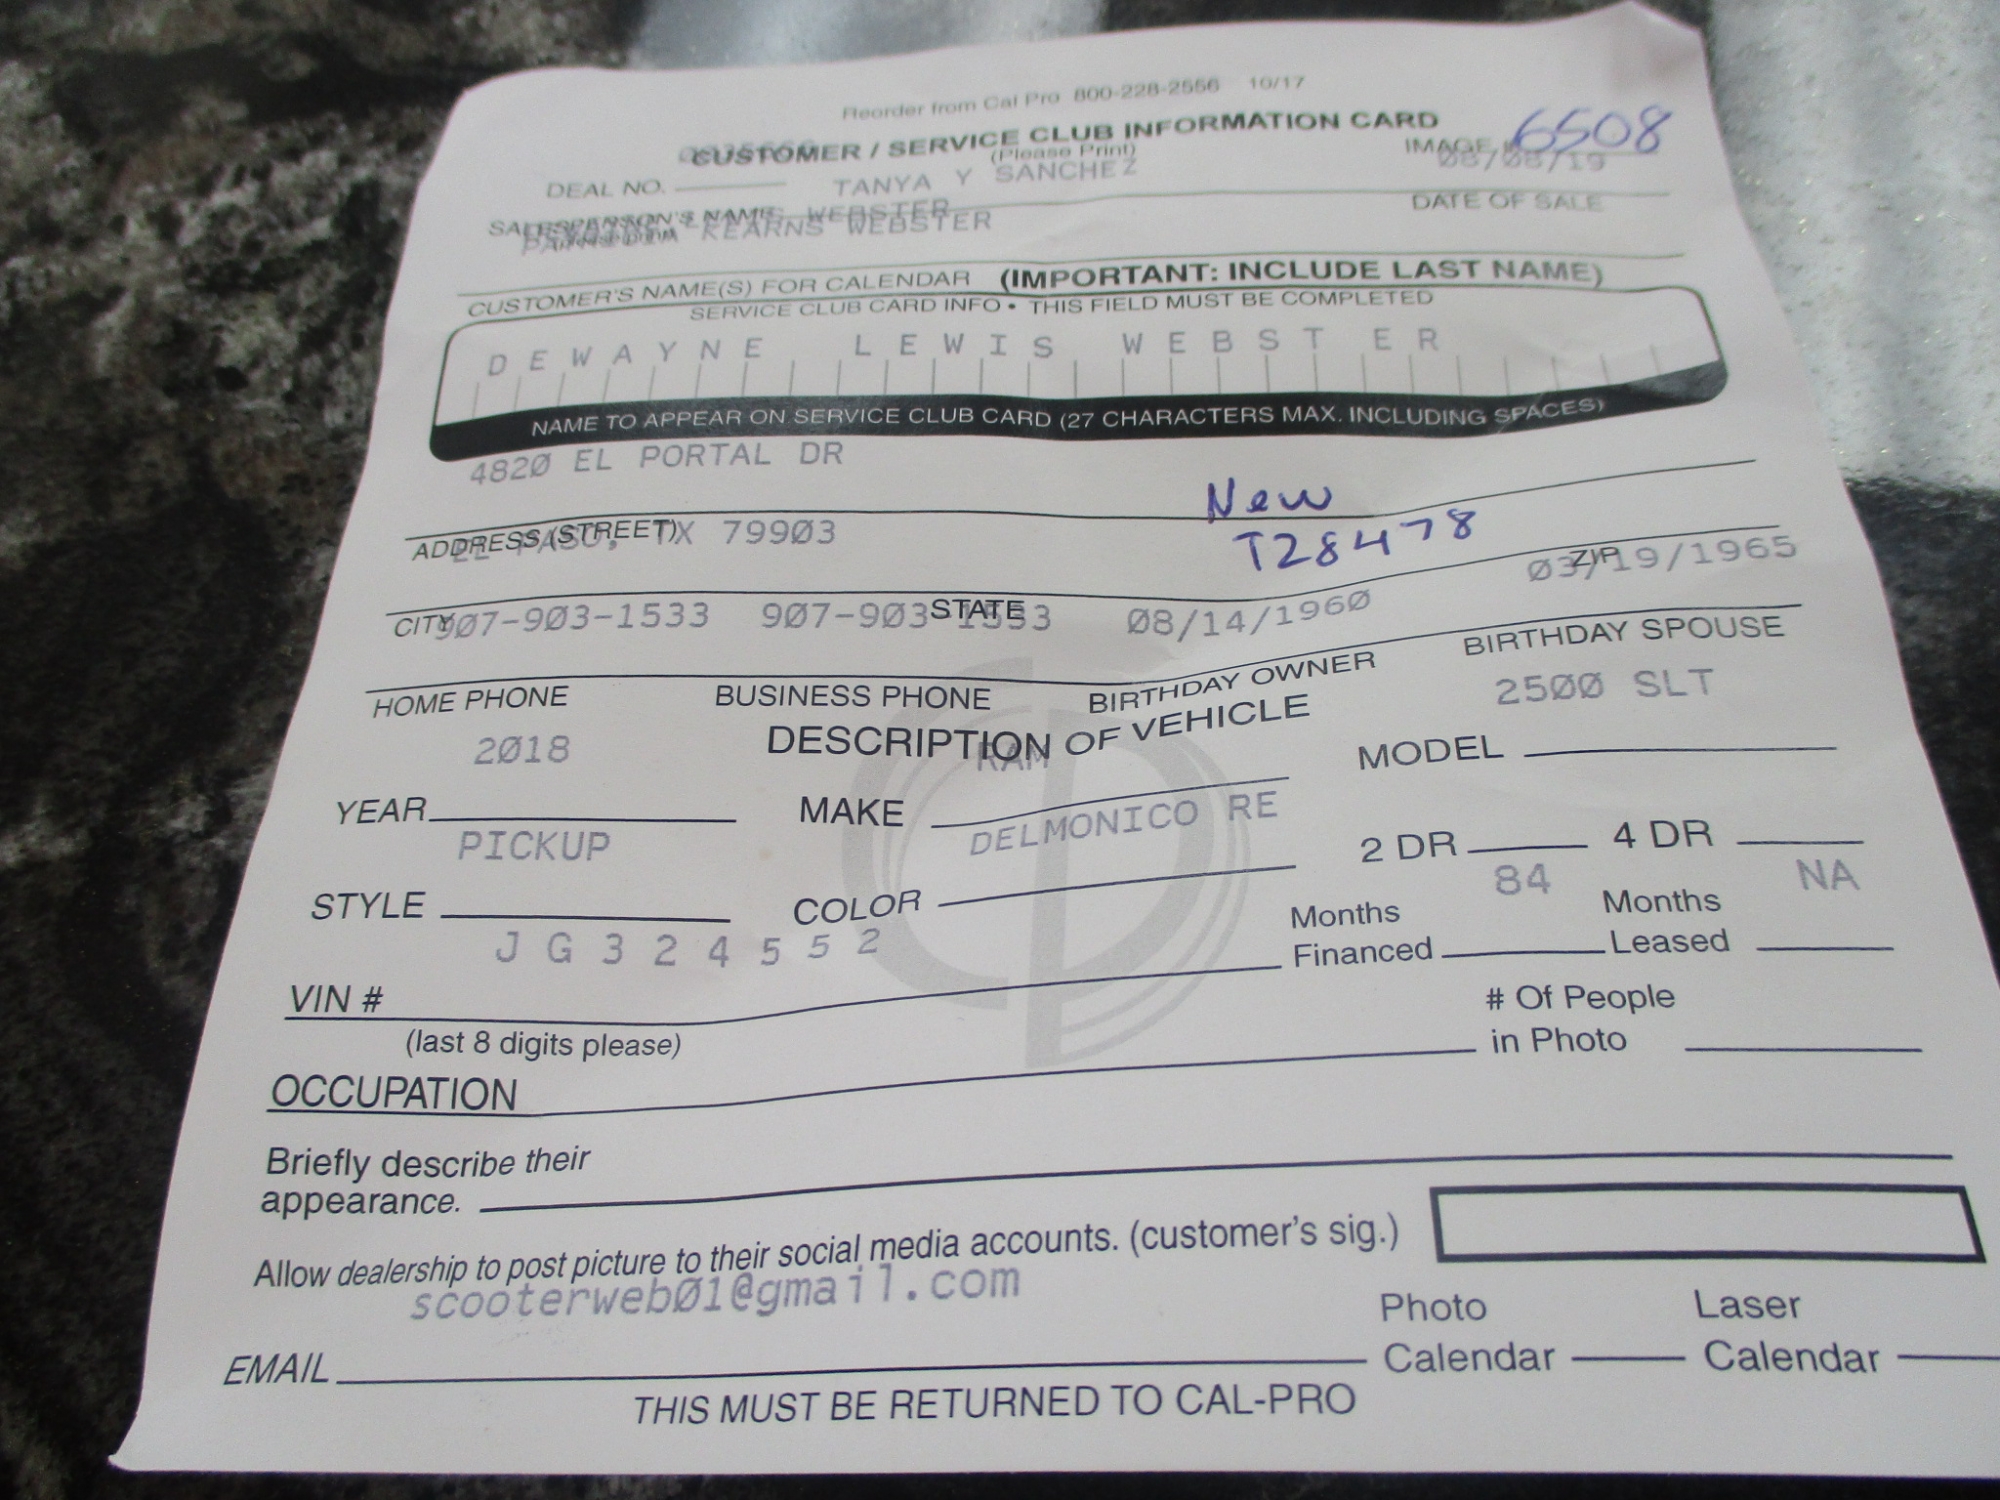 Reorder from Cal Pro 800-228-2556 10/17
CUSTOMER / SERVICE CLUB INFORMATION CARD
(Please Print)
IMAGE # 6508
08/08/19
DEAL NO. TANYA Y SANCHEZ
SALESPERSON'S NAME WEBSTER
KEARNS WEBSTER
DATE OF SALE
CUSTOMER'S NAME(S) FOR CALENDAR (IMPORTANT: INCLUDE LAST NAME)
SERVICE CLUB CARD INFO • THIS FIELD MUST BE COMPLETED
DEWAYNE LEWIS WEBSTER
NAME TO APPEAR ON SERVICE CLUB CARD (27 CHARACTERS MAX. INCLUDING SPACES)
4820 EL PORTAL DR
New
ADDRESS (STREET)
EL PASO, TX 79903
T28478
ZIP
03/19/1965
CITY STATE
907-903-1533 907-903-1533 08/14/1960
HOME PHONE BUSINESS PHONE BIRTHDAY OWNER BIRTHDAY SPOUSE
DESCRIPTION OF VEHICLE
2018 RAM 2500 SLT
YEAR MAKE MODEL
PICKUP DELMONICO RE
2 DR 4 DR
STYLE COLOR
84 NA
Months Financed Months Leased
JG324552
VIN #
(last 8 digits please)
# Of People
in Photo
OCCUPATION
Briefly describe their
appearance.
Allow dealership to post picture to their social media accounts. (customer's sig.)
scooterweb01@gmail.com
EMAIL
Photo Laser
Calendar Calendar
THIS MUST BE RETURNED TO CAL-PRO